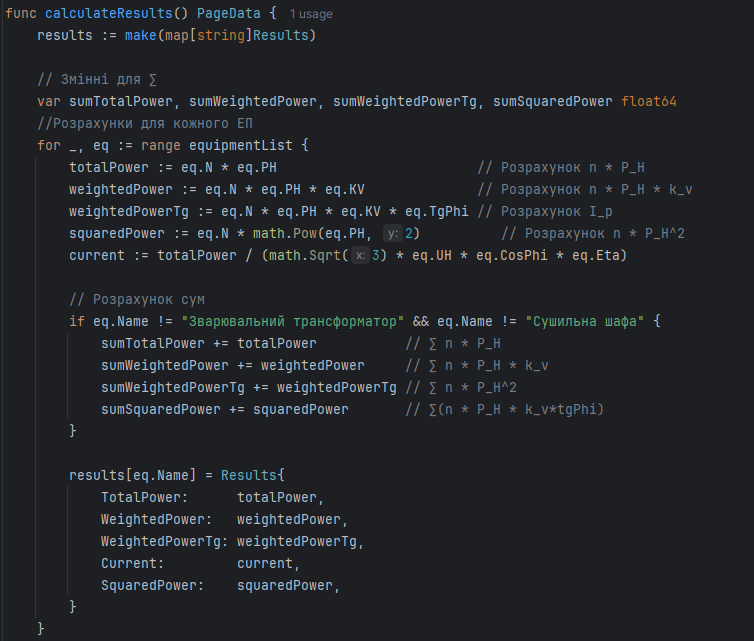 func calculateResults() PageData {   1 usage
    results := make(map[string]Results)

    // Змінні для ∑
    var sumTotalPower, sumWeightedPower, sumWeightedPowerTg, sumSquaredPower float64
    //Розрахунки для кожного ЕП
    for _, eq := range equipmentList {
        totalPower := eq.N * eq.PH                         // Розрахунок n * P_H
        weightedPower := eq.N * eq.PH * eq.KV              // Розрахунок n * P_H * k_v
        weightedPowerTg := eq.N * eq.PH * eq.KV * eq.TgPhi // Розрахунок I_p
        squaredPower := eq.N * math.Pow(eq.PH, y: 2)          // Розрахунок n * P_H^2
        current := totalPower / (math.Sqrt( x: 3) * eq.UH * eq.CosPhi * eq.Eta)

        // Розрахунок сум
        if eq.Name != "Зварювальний трансформатор" && eq.Name != "Сушильна шафа" {
            sumTotalPower += totalPower           // ∑ n * P_H
            sumWeightedPower += weightedPower     // ∑ n * P_H * k_v
            sumWeightedPowerTg += weightedPowerTg // ∑ n * P_H^2
            sumSquaredPower += squaredPower       // ∑(n * P_H * k_v*tgPhi)
        }

        results[eq.Name] = Results{
            TotalPower:      totalPower,
            WeightedPower:   weightedPower,
            WeightedPowerTg: weightedPowerTg,
            Current:         current,
            SquaredPower:    squaredPower,
        }
    }